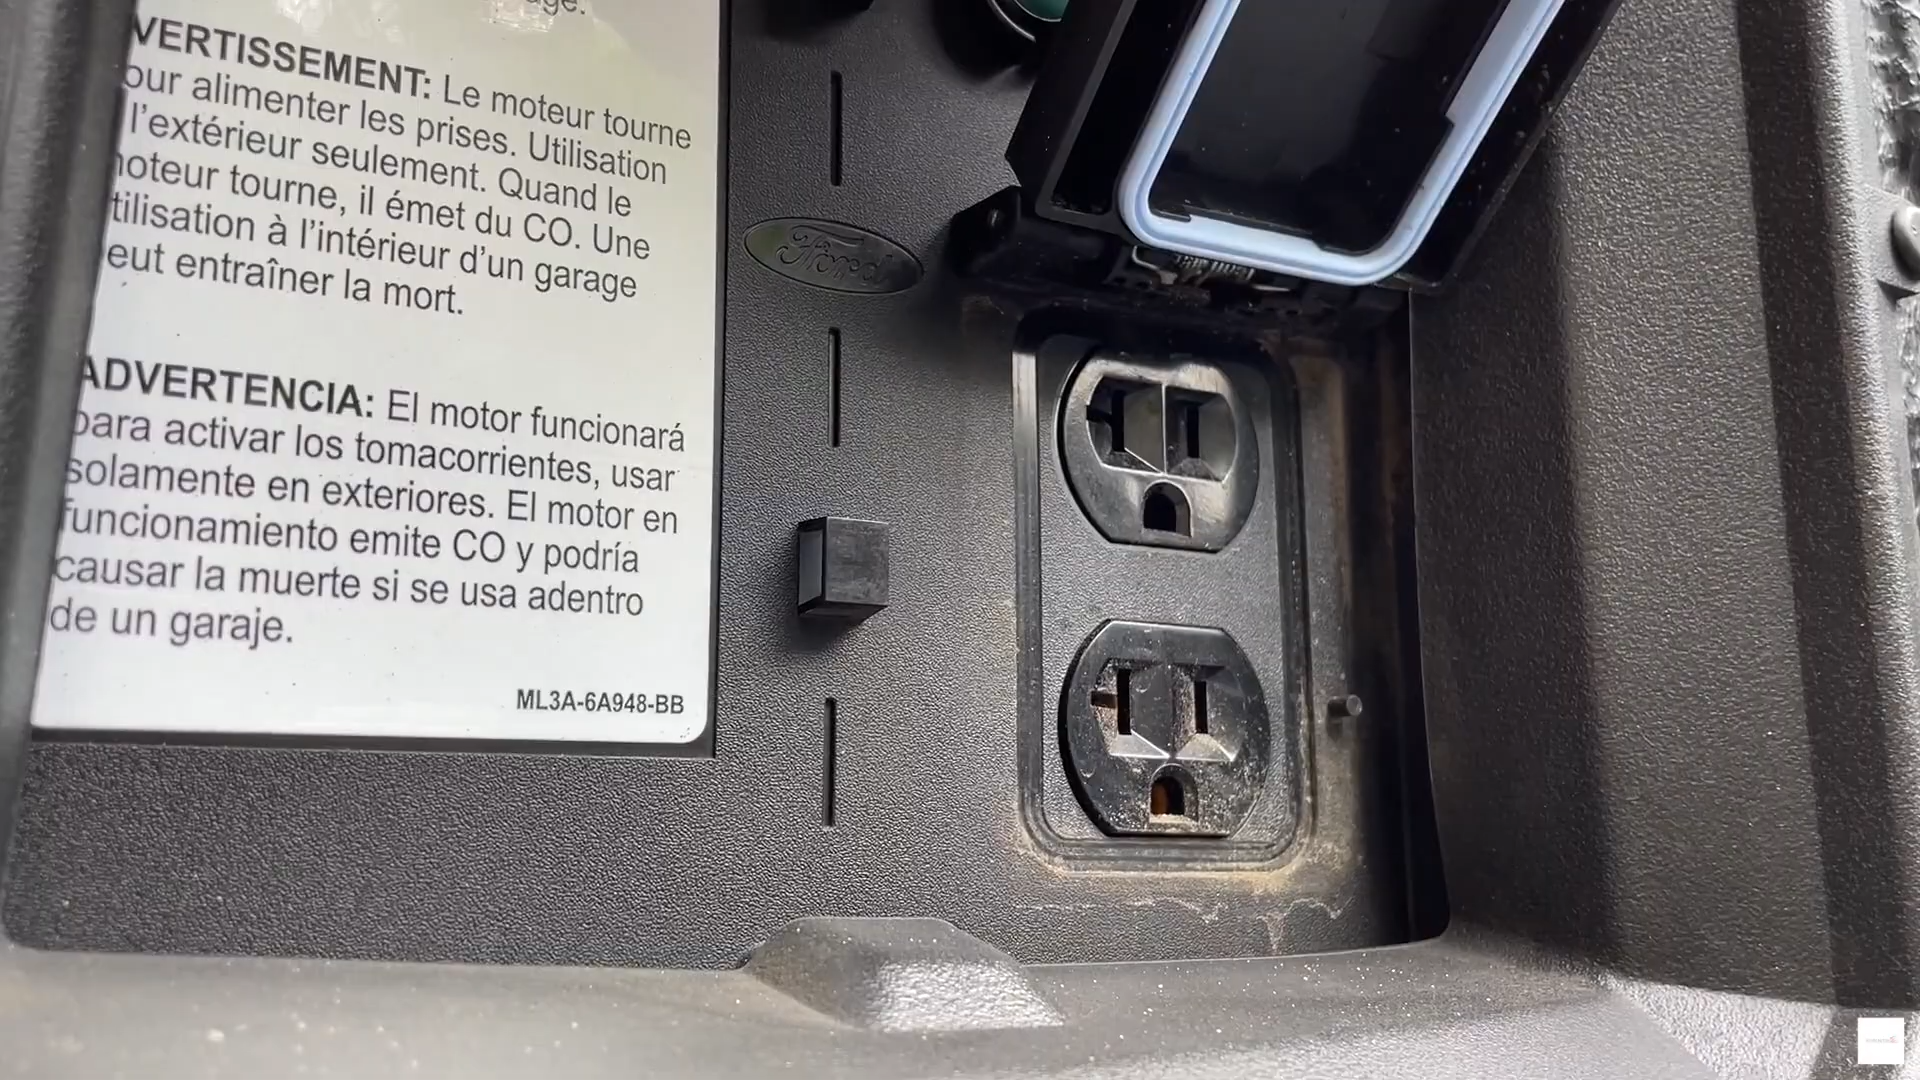 age.
VERTISSEMENT: Le moteur tourne
our alimenter les prises. Utilisation
l'extérieur seulement. Quand le
moteur tourne, il émet du CO. Une
tilisation à l'intérieur d'un garage
eut entraîner la mort.
ADVERTENCIA: El motor funcionará
para activar los tomacorrientes, usar
solamente en exteriores. El motor en
funcionamiento emite CO y podría
causar la muerte si se usa adentro
de un garaje.
ML3A-6A948-BB
Ford